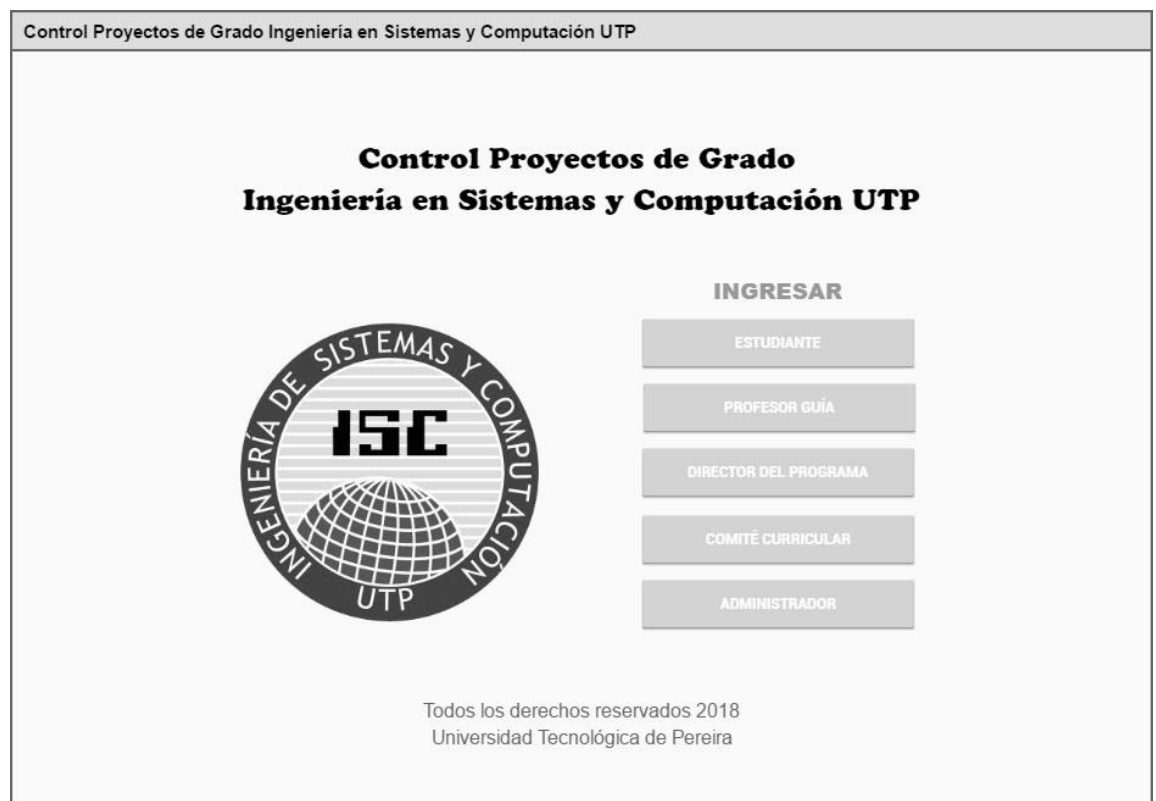 Control Proyectos de Grado Ingeniería en Sistemas y Computación UTP
Control Proyectos de Grado
Ingeniería en Sistemas y Computación UTP
INGRESAR
INGENIERÍA DE SISTEMAS Y COMPUTACIÓN
ISC
UTP
ESTUDIANTE
PROFESOR GUÍA
DIRECTOR DEL PROGRAMA
COMITÉ CURRICULAR
ADMINISTRADOR
Todos los derechos reservados 2018
Universidad Tecnológica de Pereira